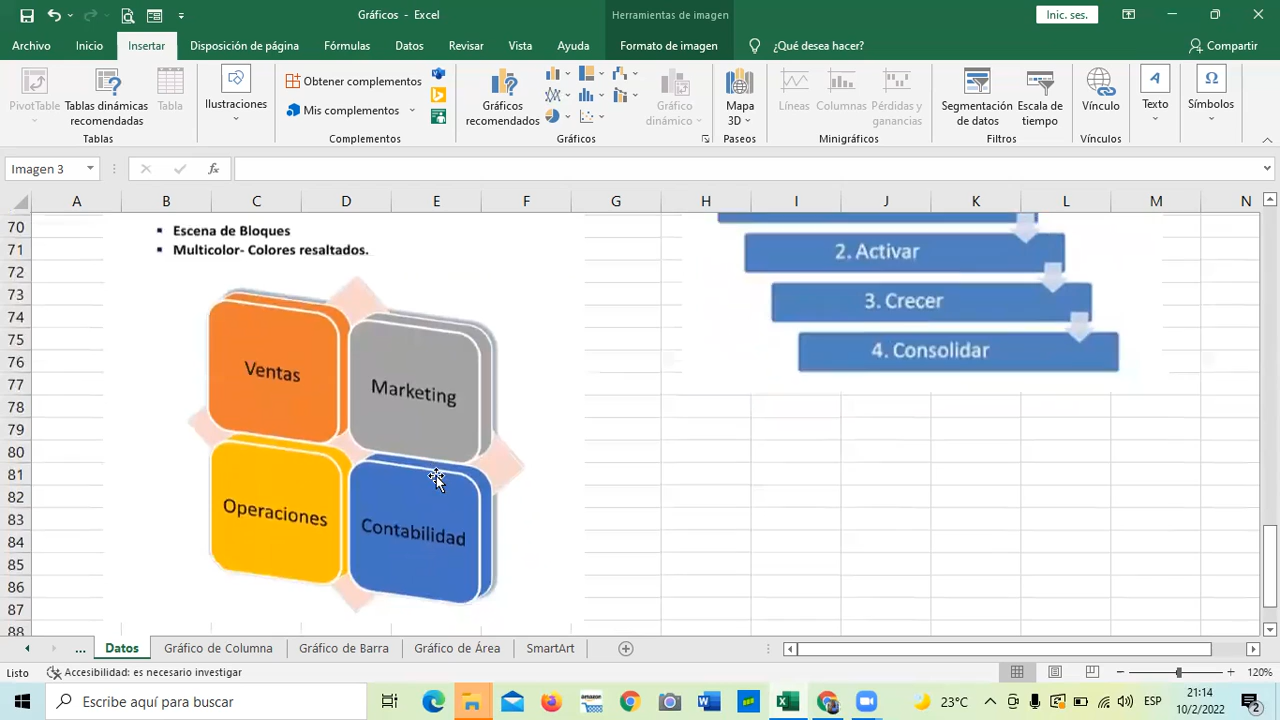 Gráficos - Excel
Herramientas de imagen
Inic. ses.
Archivo Inicio Insertar Disposición de página Fórmulas Datos Revisar Vista Ayuda Formato de imagen ¿Qué desea hacer? Compartir
PivotTable
Tablas dinámicas
recomendadas
Tabla
Tablas
Ilustraciones
Obtener complementos
Mis complementos
Complementos
Gráficos
recomendados
Gráfico
dinámico
Gráficos
Mapa
3D
Paseos
Líneas
Columnas
Pérdidas y
ganancias
Minigráficos
Segmentación
de datos
Escala de
tiempo
Filtros
Vínculo
Vínculos
Texto
Símbolos
Imagen 3
fx
A B C D E F G H I J K L M N
70
71
72
73
74
75
76
77
78
79
80
81
82
83
84
85
86
87
88
▪ Escena de Bloques
▪ Multicolor- Colores resaltados.
Ventas
Marketing
Operaciones
Contabilidad
2. Activar
3. Crecer
4. Consolidar
... Datos Gráfico de Columna Gráfico de Barra Gráfico de Área SmartArt
Listo Accesibilidad: es necesario investigar
120%
Escribe aquí para buscar
amazon
23°C
ESP
21:14
10/2/2022
2